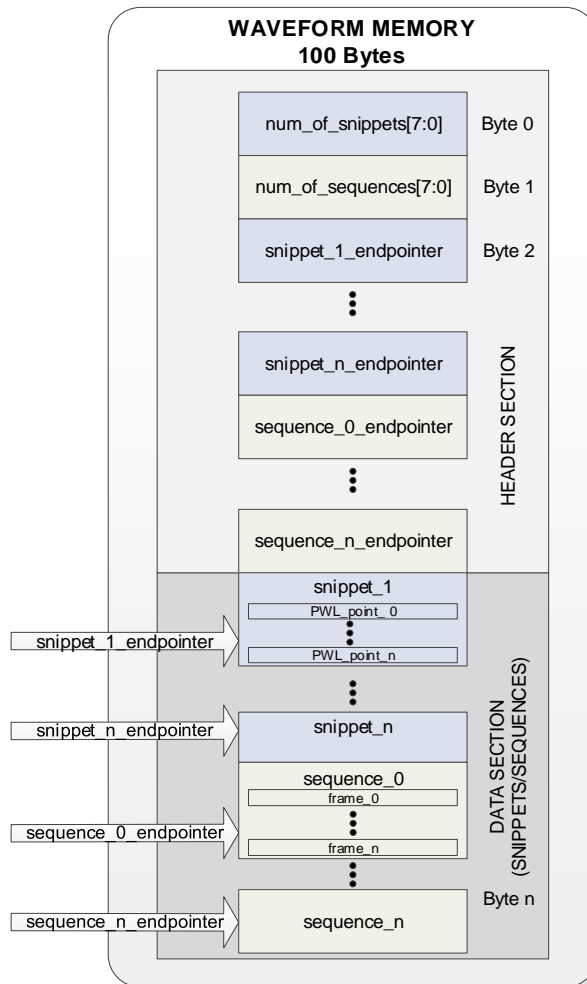 WAVEFORM MEMORY
100 Bytes
num_of_snippets[7:0]
Byte 0
num_of_sequences[7:0]
Byte 1
snippet_1_endpointer
Byte 2
snippet_n_endpointer
sequence_0_endpointer
sequence_n_endpointer
HEADER SECTION
snippet_1
PWL_point_0
snippet_1_endpointer
PWL_point_n
snippet_n_endpointer
snippet_n
sequence_0
frame_0
sequence_0_endpointer
frame_n
DATA SECTION
(SNIPPETS/SEQUENCES)
Byte n
sequence_n_endpointer
sequence_n